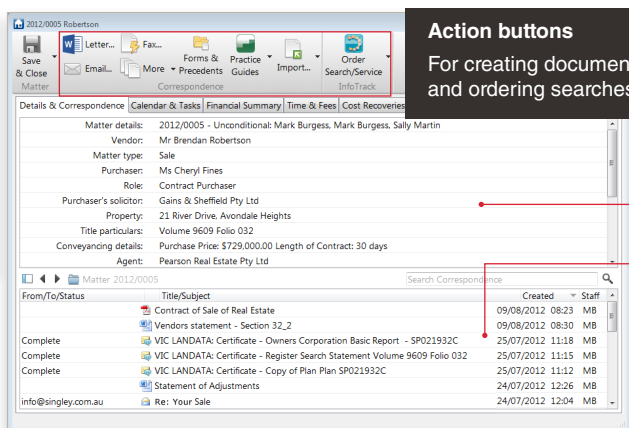 2012/0005 Robertson
Action buttons
For creating documen
and ordering searches
Save & Close
Letter...
Fax...
Email...
More
Forms & Precedents
Practice Guides
Import...
Order Search/Service
Matter
Correspondence
InfoTrack
Details & Correspondence Calendar & Tasks Financial Summary Time & Fees Cost Recoveries
Matter details: 2012/0005 - Unconditional: Mark Burgess, Mark Burgess, Sally Martin
Vendor: Mr Brendan Robertson
Matter type: Sale
Purchaser: Ms Cheryl Fines
Role: Contract Purchaser
Purchaser's solicitor: Gains & Sheffield Pty Ltd
Property: 21 River Drive, Avondale Heights
Title particulars: Volume 9609 Folio 032
Conveyancing details: Purchase Price: $729,000.00 Length of Contract: 30 days
Agent: Pearson Real Estate Pty Ltd
Matter 2012/0005 Search Correspondence
From/To/Status Title/Subject Created Staff
Contract of Sale of Real Estate 09/08/2012 08:23 MB
Vendors statement - Section 32_2 09/08/2012 08:30 MB
Complete VIC LANDATA: Certificate - Owners Corporation Basic Report - SP021932C 25/07/2012 11:18 MB
Complete VIC LANDATA: Certificate - Register Search Statement Volume 9609 Folio 032 25/07/2012 11:15 MB
Complete VIC LANDATA: Certificate - Copy of Plan Plan SP021932C 25/07/2012 11:12 MB
Statement of Adjustments 24/07/2012 12:26 MB
info@singley.com.au Re: Your Sale 24/07/2012 12:04 MB